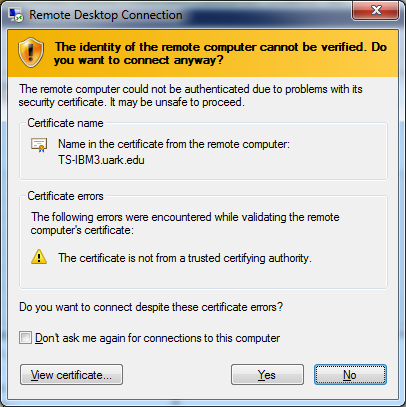 Remote Desktop Connection
The identity of the remote computer cannot be verified. Do
you want to connect anyway?
The remote computer could not be authenticated due to problems with its
security certificate. It may be unsafe to proceed.
Certificate name
Name in the certificate from the remote computer:
TS-IBM3.uark.edu
Certificate errors
The following errors were encountered while validating the remote
computer's certificate:
The certificate is not from a trusted certifying authority.
Do you want to connect despite these certificate errors?
Don't ask me again for connections to this computer
View certificate... Yes No